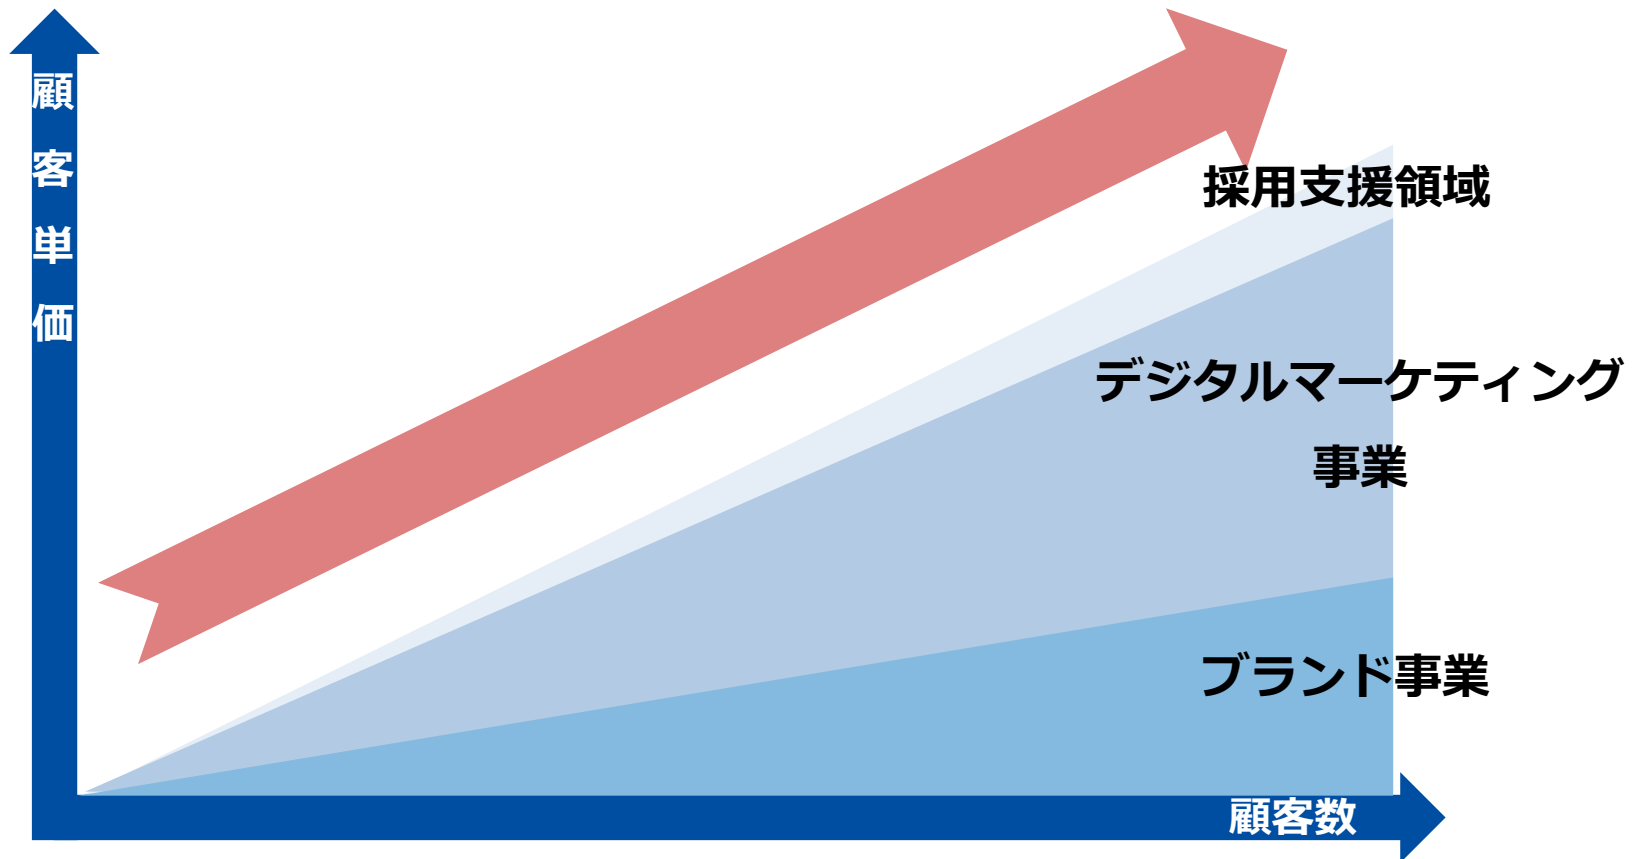 顧客単価
採用支援領域
デジタルマーケティング
事業
ブランド事業
顧客数